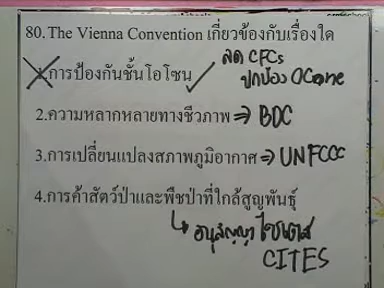 80. The Vienna Convention เกี่ยวข้องกับเรื่องใด
ลด CFCs
ปกป้อง Ozone
1.การป้องกันชั้นโอโซน
2.ความหลากหลายทางชีวภาพ ⇒ BDC
3.การเปลี่ยนแปลงสภาพภูมิอากาศ ⇒ UNFCCC
4.การค้าสัตว์ป่าและพืชป่าที่ใกล้สูญพันธุ์
อนุสัญญา ไซเตส
CITES